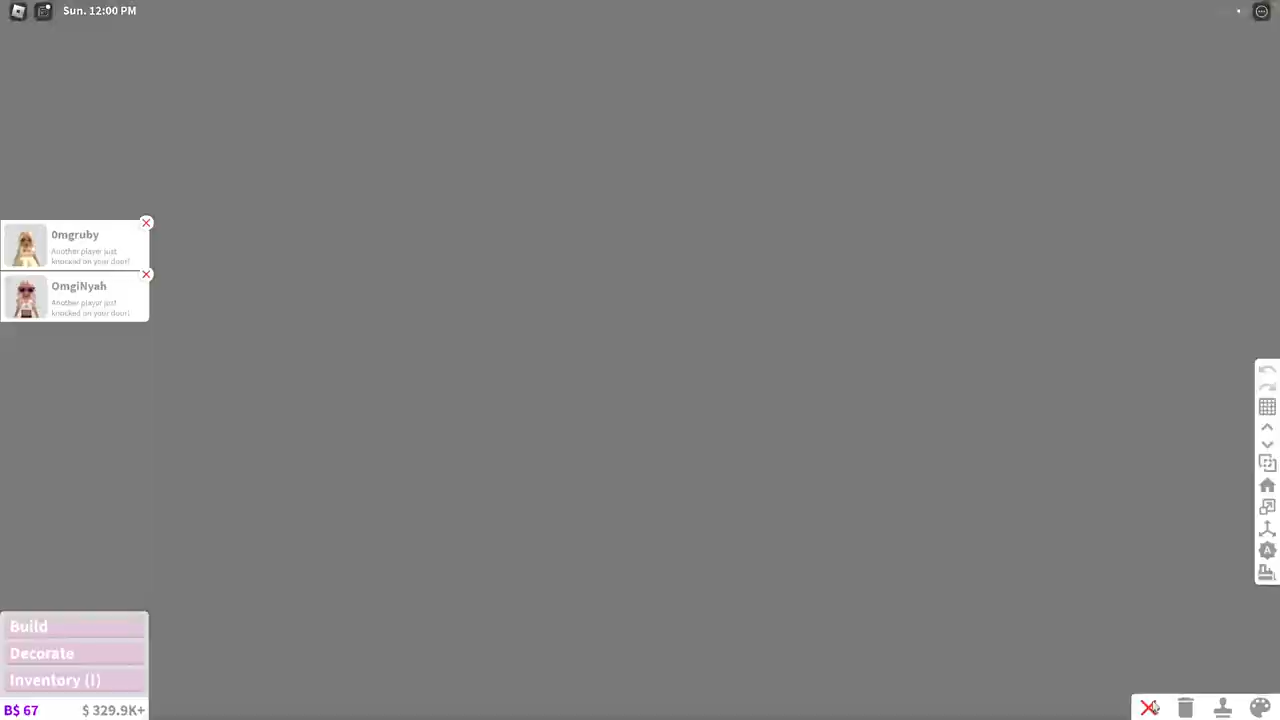 Sun. 12:00 PM
0mgruby
Another player just
knocked on your door!
OmgiNyah
Another player just
knocked on your door!
Build
Decorate
Inventory (I)
B$ 67
$ 329.9K+
A